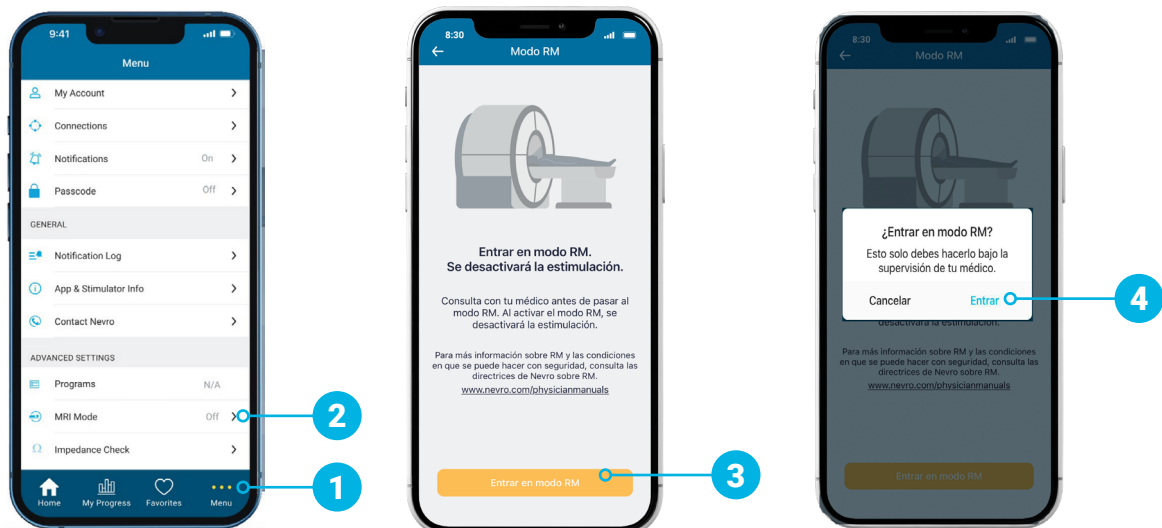 9:41
Menu
My Account
Connections
Notifications On
Passcode Off
GENERAL
Notification Log
App & Stimulator Info
Contact Nevro
ADVANCED SETTINGS
Programs N/A
MRI Mode Off
Impedance Check
Home My Progress Favorites Menu
2
1
8:30
Modo RM
Entrar en modo RM.
Se desactivará la estimulación.
Consulta con tu médico antes de pasar al
modo RM. Al activar el modo RM, se
desactivará la estimulación.
Para más información sobre RM y las condiciones
en que se puede hacer con seguridad, consulta las
directrices de Nevro sobre RM.
www.nevro.com/physicianmanuals
Entrar en modo RM
3
8:30
Modo RM
¿Entrar en modo RM?
Esto solo debes hacerlo bajo la
supervisión de tu médico.
Cancelar Entrar
4
desactivará la estimulación.
Para más información sobre RM y las condiciones
en que se puede hacer con seguridad, consulta las
directrices de Nevro sobre RM.
www.nevro.com/physicianmanuals
Entrar en modo RM